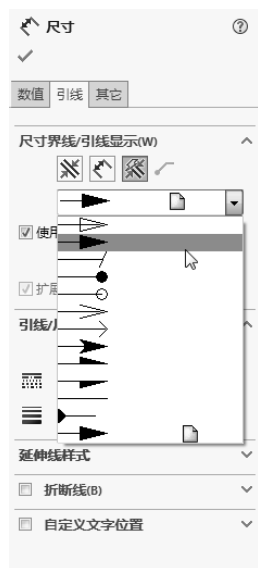 尺寸
数值 引线 其它
尺寸界线/引线显示(W)
使用
扩展
引线/
延伸线样式
折断线(B)
自定义文字位置